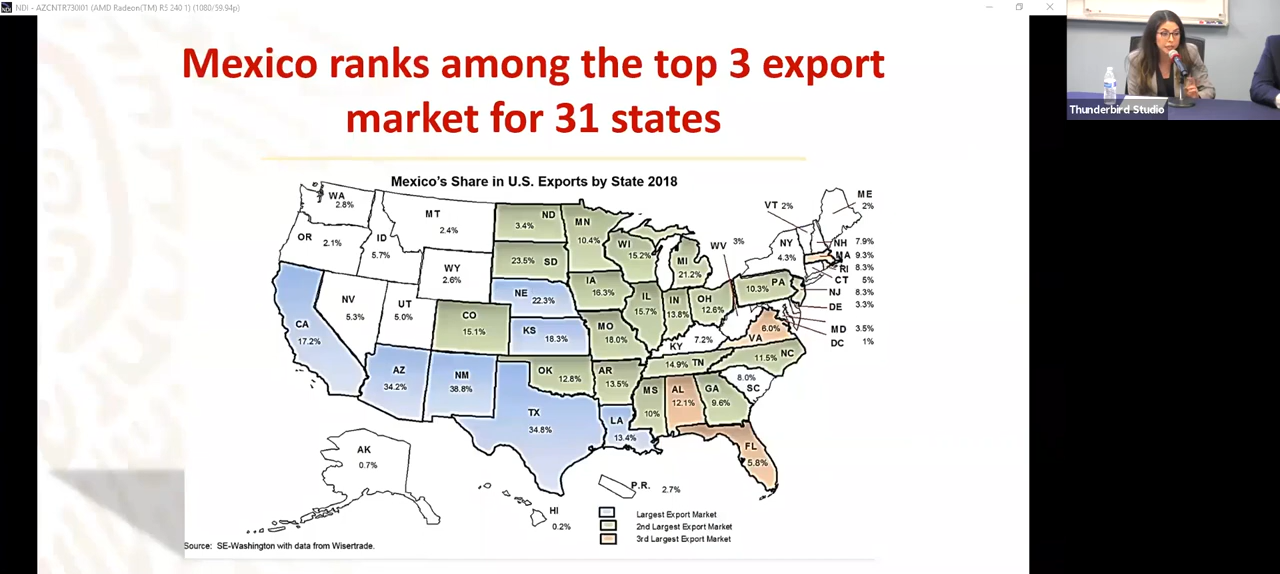 NDI - AZCNTR730I01 (AMD Radeon(TM) R5 240 1) (1080/59.94p)
Mexico ranks among the top 3 export
market for 31 states
Mexico's Share in U.S. Exports by State 2018
WA
2.8%
OR 2.1%
ID
5.7%
MT
2.4%
WY
2.6%
NV
5.3%
UT
5.0%
CA
17.2%
AZ
34.2%
NM
38.8%
CO
15.1%
ND
3.4%
23.5% SD
NE
22.3%
KS
18.3%
OK
12.8%
TX
34.8%
MN
10.4%
IA
16.3%
MO
18.0%
AR
13.5%
LA
13.4%
WI
15.2%
IL
15.7%
MI
21.2%
IN
13.8%
OH
12.6%
KY 7.2%
14.9% TN
MS
10%
AL
12.1%
GA
9.6%
FL
5.8%
8.0%
SC
11.5% NC
6.0%
VA
WV 3%
10.3% PA
NY
4.3%
VT 2%
ME
2%
NH 7.9%
MA 9.3%
RI 8.3%
CT 5%
NJ 8.3%
DE 3.3%
MD 3.5%
DC 1%
AK
0.7%
HI
0.2%
P.R. 2.7%
Largest Export Market
2nd Largest Export Market
3rd Largest Export Market
Source: SE-Washington with data from Wisertrade.
Thunderbird Studio